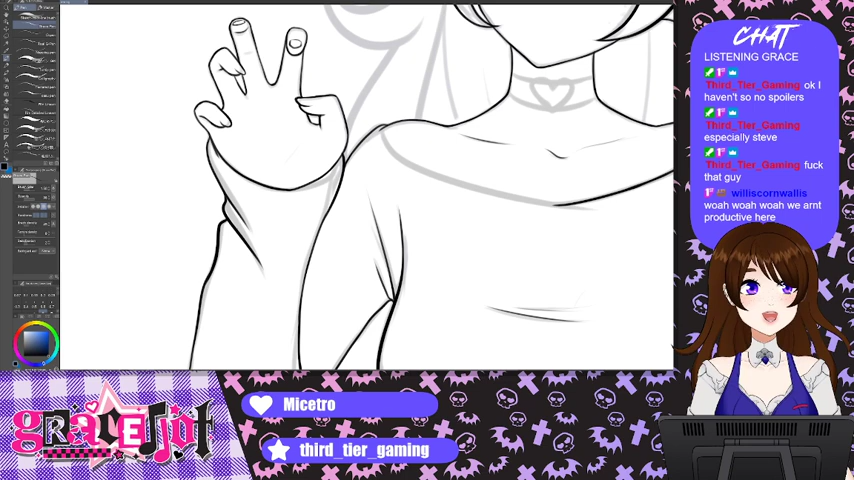 CHAT
LISTENING GRACE
Third_Tier_Gaming ok I
haven't so no spoilers
Third_Tier_Gaming
especially steve
Third_Tier_Gaming fuck
that guy
williscornwallis
woah woah woah we arnt
productive here
GRACEJOT
Micetro
third_tier_gaming